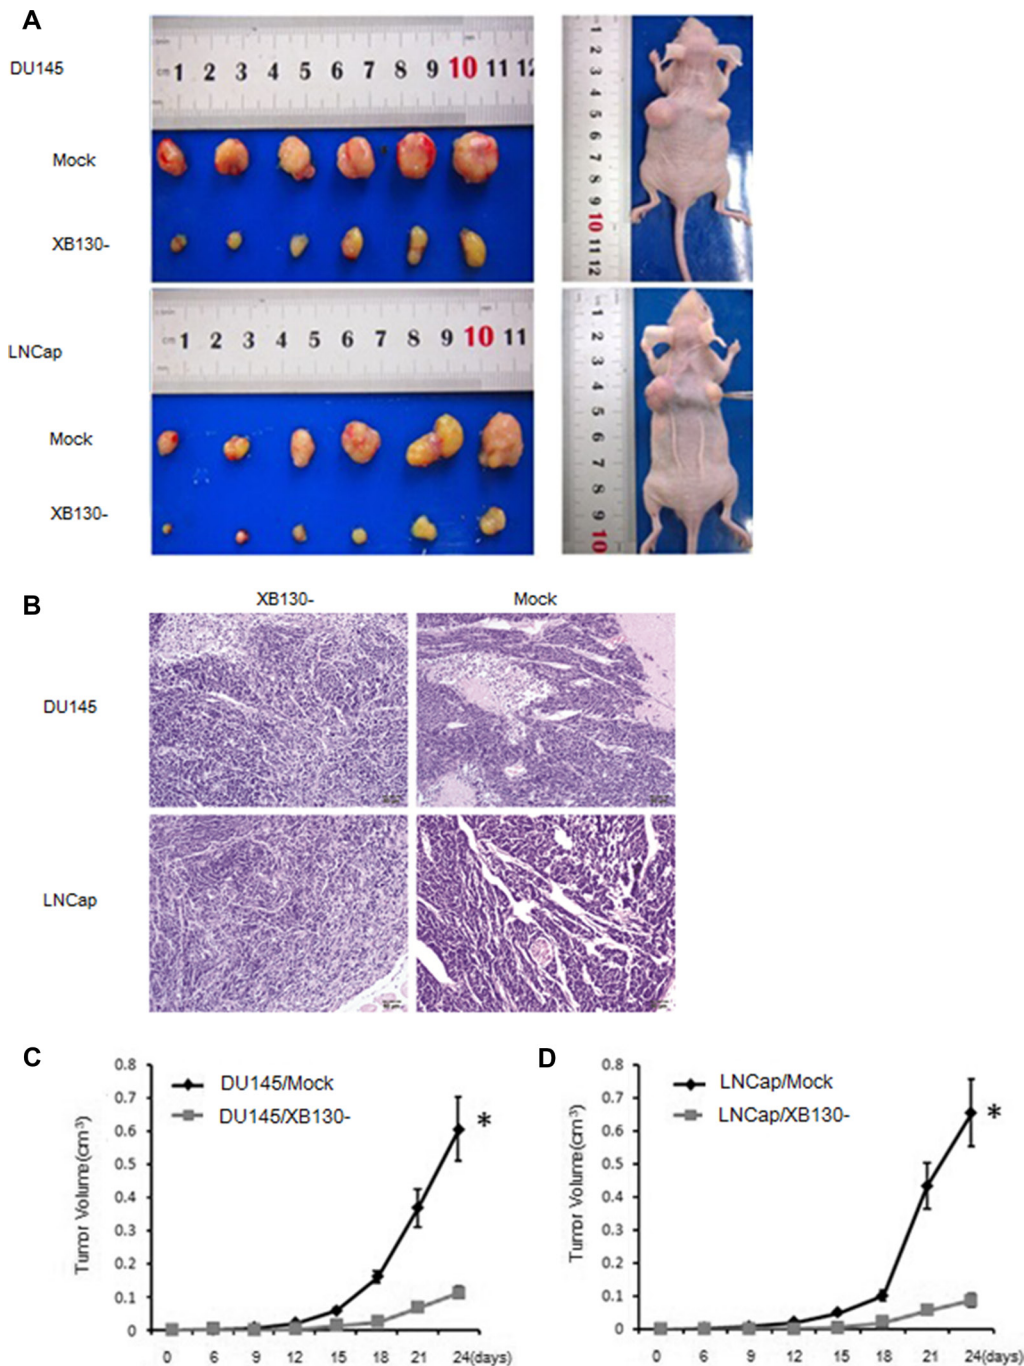 A
DU145
cm 1 2 3 4 5 6 7 8 9 10 11 12
Mock
XB130-
1 2 3 4 5 6 7 8 9 10 11 12
LNCap
cm 1 2 3 4 5 6 7 8 9 10 11
Mock
XB130-
1 2 3 4 5 6 7 8 9 10
B
XB130- Mock
DU145
LNCap
C
0.8
0.7
0.6
0.5
0.4
0.3
0.2
0.1
0
Tumor Volume(cm³)
DU145/Mock
DU145/XB130-
*
0 6 9 12 15 18 21 24(days)
D
0.8
0.7
0.6
0.5
0.4
0.3
0.2
0.1
0
Tumor Volume(cm³)
LNCap/Mock
LNCap/XB130-
*
0 6 9 12 15 18 21 24(days)